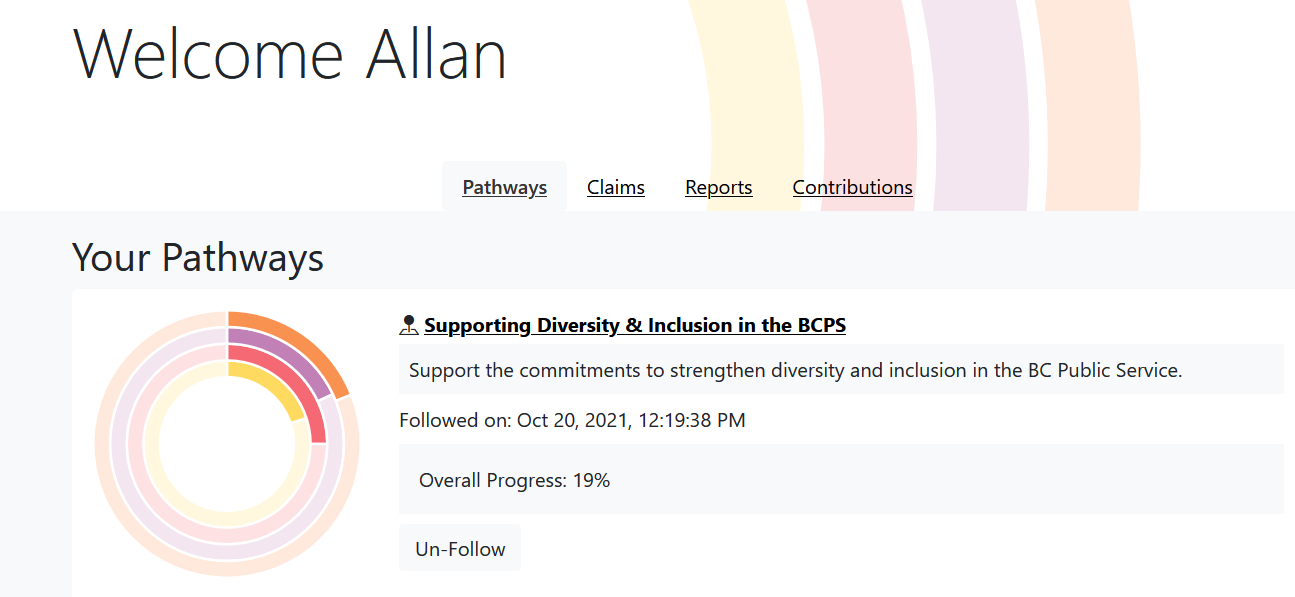 Welcome Allan
Pathways Claims Reports Contributions
Your Pathways
Supporting Diversity & Inclusion in the BCPS
Support the commitments to strengthen diversity and inclusion in the BC Public Service.
Followed on: Oct 20, 2021, 12:19:38 PM
Overall Progress: 19%
Un-Follow